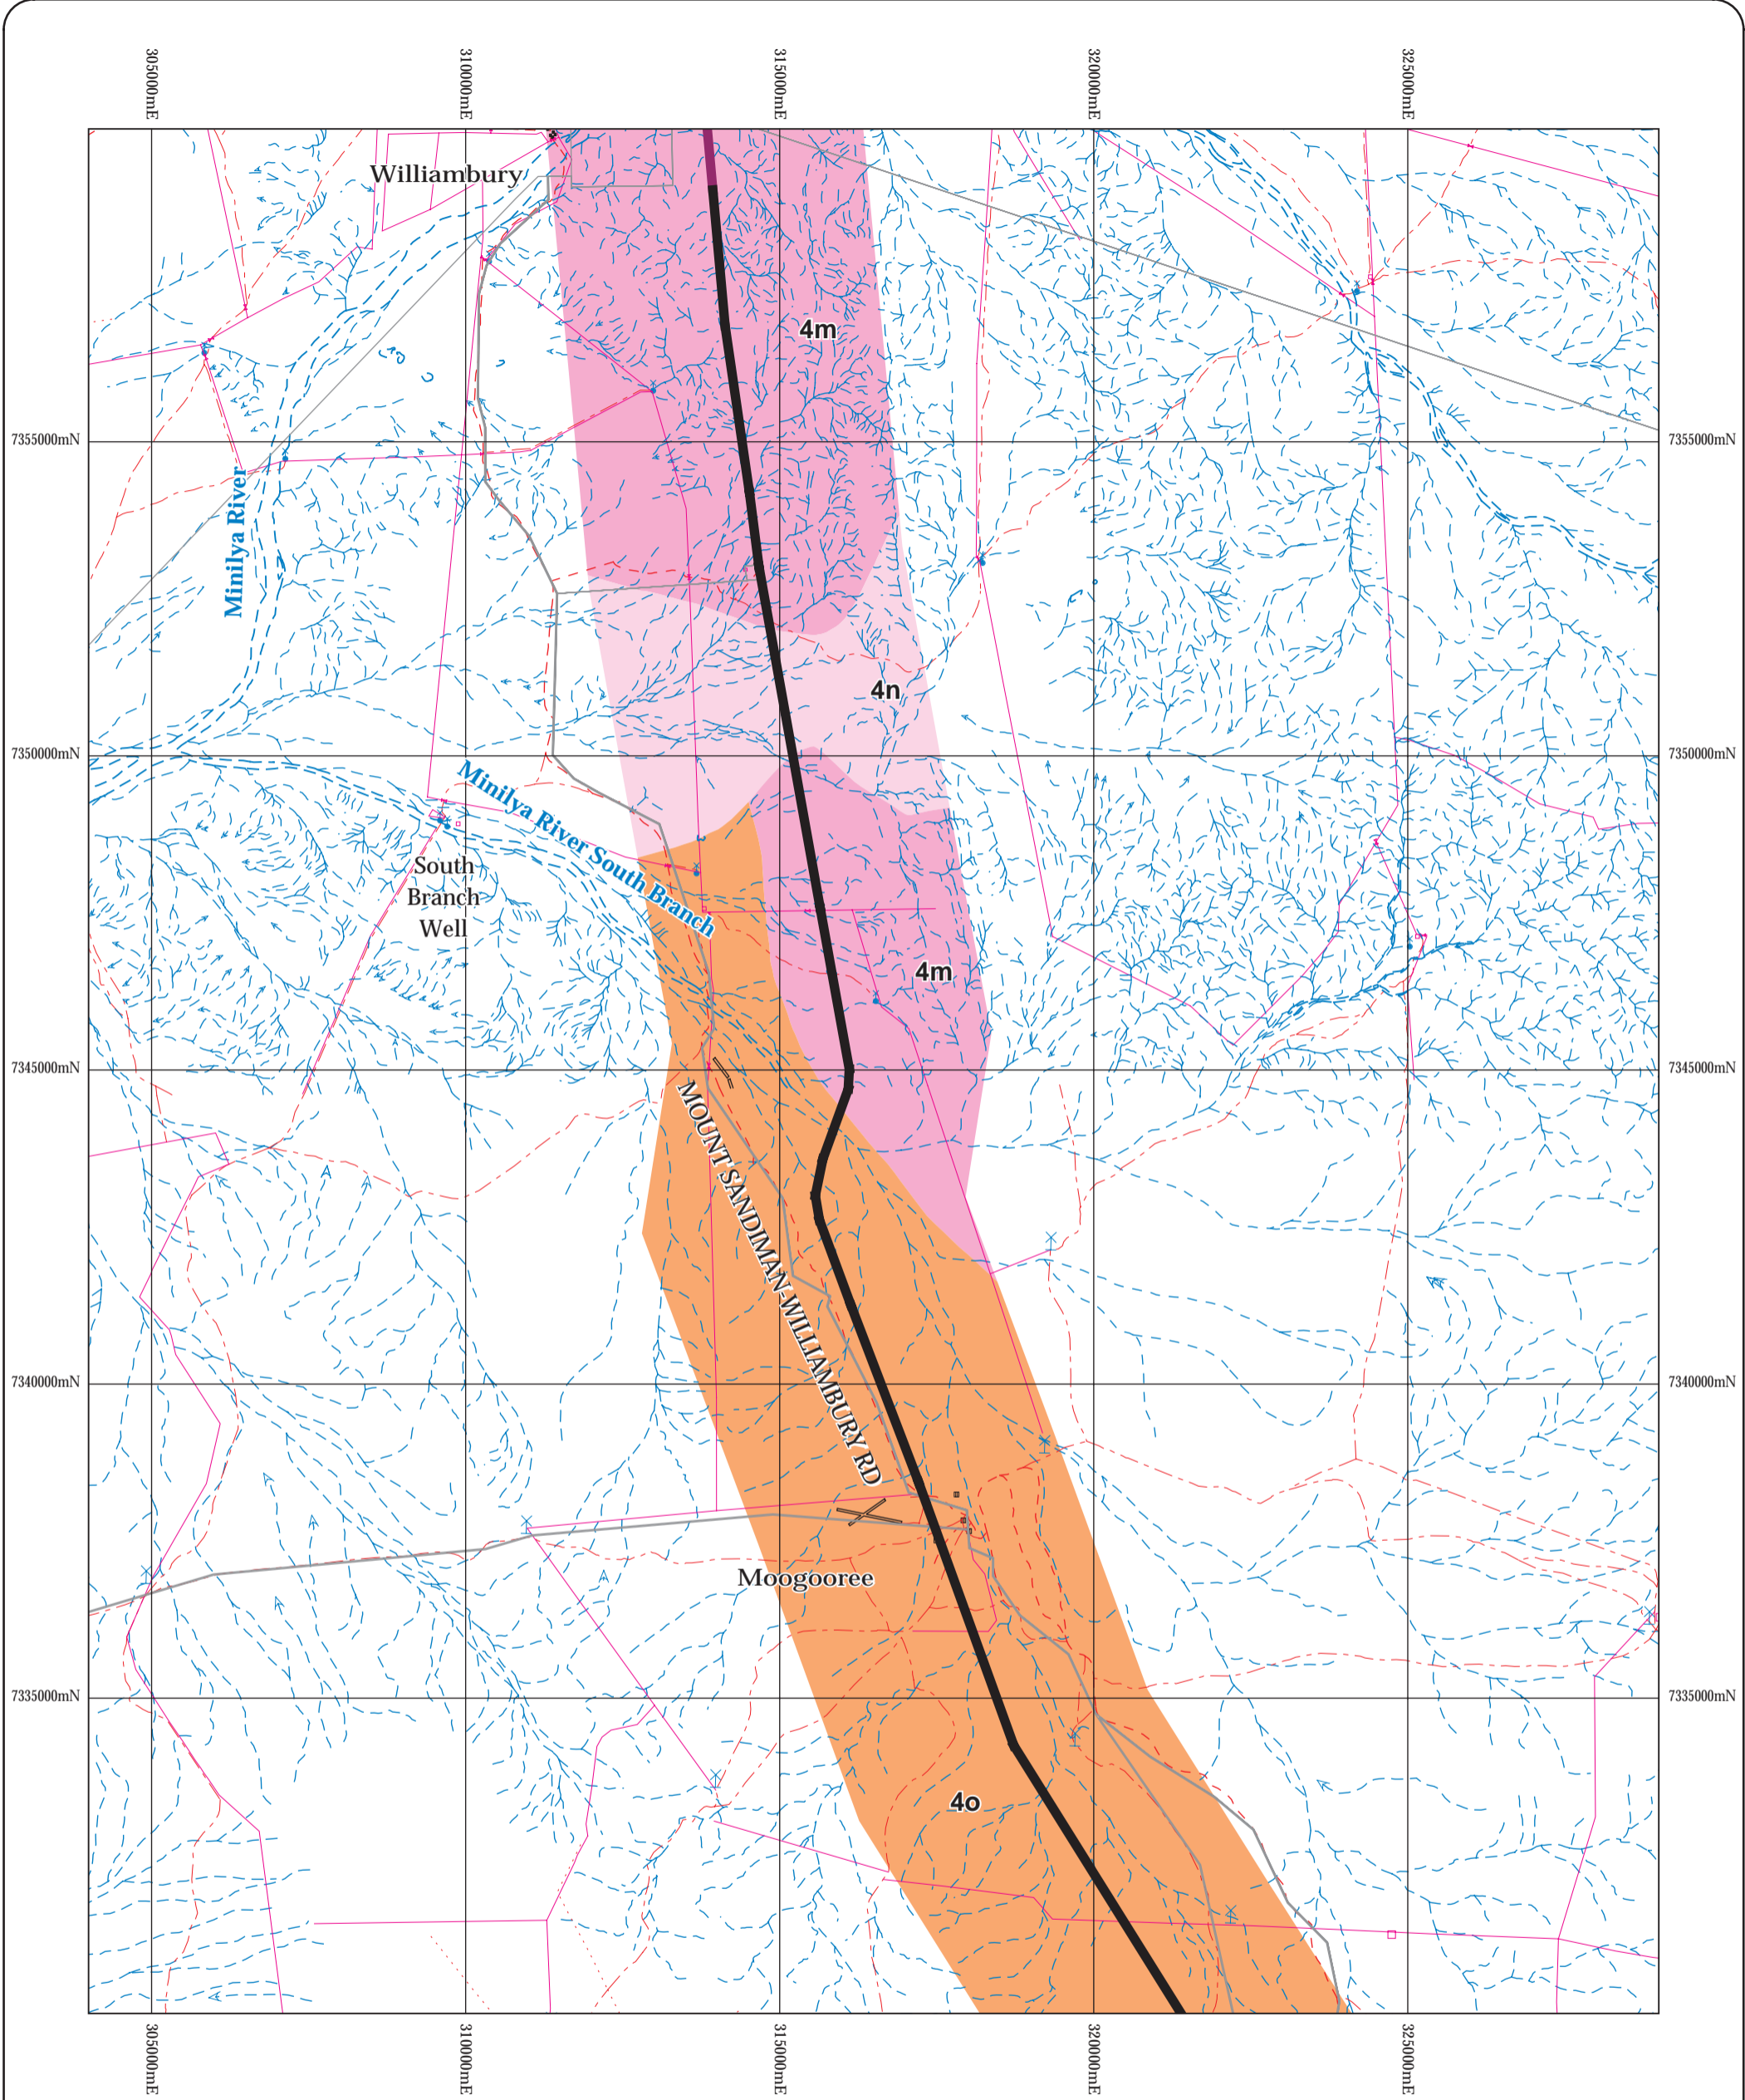 305000mE
310000mE
315000mE
320000mE
325000mE
Williambury
4m
7355000mN
7355000mN
Minilya River
4n
7350000mN
7350000mN
Minilya River South Branch
South
Branch
Well
4m
7345000mN
7345000mN
MOUNT SANDIMAN-WILLIAMBURY RD
7340000mN
7340000mN
Moogooree
7335000mN
7335000mN
4o
305000mE
310000mE
315000mE
320000mE
325000mE